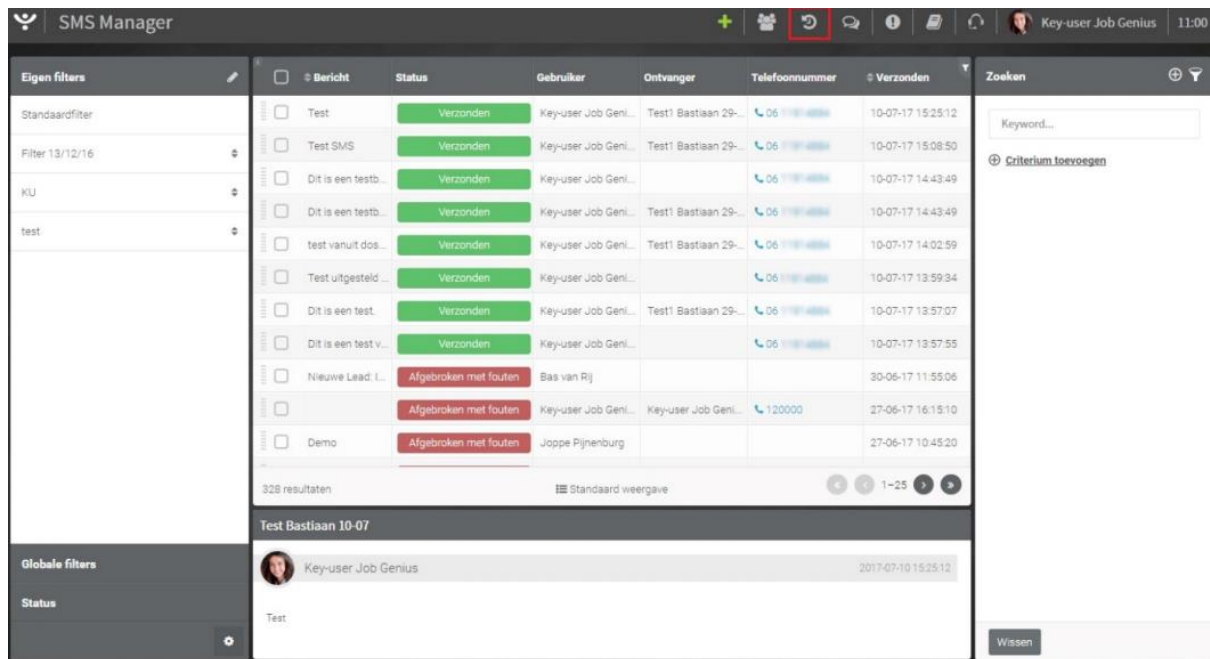 SMS Manager
Key-user Job Genius 11:00
Eigen filters
Standaardfilter
Filter 13/12/16
KU
test
Globale filters
Status
Bericht Status Gebruiker Ontvanger Telefoonnummer Verzonden
Test Verzonden Key-user Job Geni... Test1 Bastiaan 29-... 06 10-07-17 15:25:12
Test SMS Verzonden Key-user Job Geni... Test1 Bastiaan 29-... 06 10-07-17 15:08:50
Dit is een testb... Verzonden Key-user Job Geni... 06 10-07-17 14:43:49
Dit is een testb... Verzonden Key-user Job Geni... Test1 Bastiaan 29-... 06 10-07-17 14:43:49
test vanuit dos... Verzonden Key-user Job Geni... Test1 Bastiaan 29-... 06 10-07-17 14:02:59
Test uitgesteld ... Verzonden Key-user Job Geni... 06 10-07-17 13:59:34
Dit is een test. Verzonden Key-user Job Geni... Test1 Bastiaan 29-... 06 10-07-17 13:57:07
Dit is een test v... Verzonden Key-user Job Geni... 06 10-07-17 13:57:55
Nieuwe Lead: I... Afgebroken met fouten Bas van Rij 30-06-17 11:55:06
Afgebroken met fouten Key-user Job Geni... Key-user Job Geni... 120000 27-06-17 16:15:10
Demo Afgebroken met fouten Joppe Pijnenburg 27-06-17 10:45:20
328 resultaten Standaard weergave 1-25
Test Bastiaan 10-07
Key-user Job Genius 2017-07-10 15:25:12
Test
Zoeken
Keyword...
Criterium toevoegen
Wissen